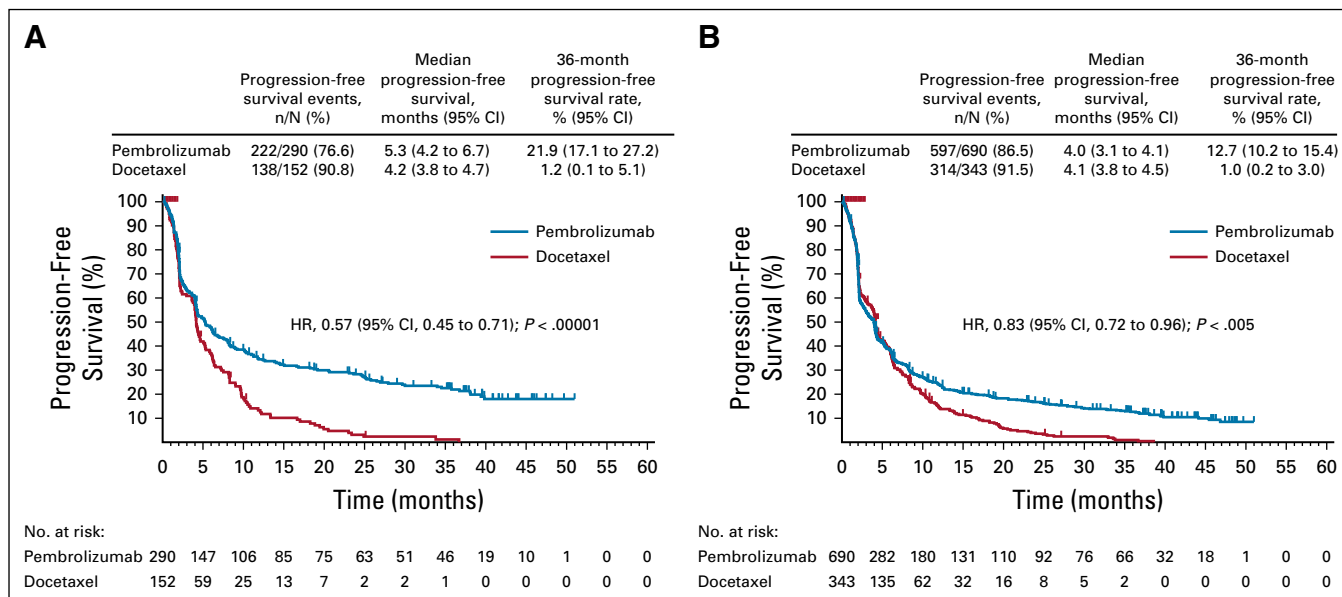 A
Progression-free
survival events,
n/N (%)
Median
progression-free
survival,
months (95% CI)
36-month
progression-free
survival rate,
% (95% CI)
Pembrolizumab 222/290 (76.6) 5.3 (4.2 to 6.7) 21.9 (17.1 to 27.2)
Docetaxel 138/152 (90.8) 4.2 (3.8 to 4.7) 1.2 (0.1 to 5.1)
Progression-Free
Survival (%)
100
90
80
70
60
50
40
30
20
10
Pembrolizumab
Docetaxel
HR, 0.57 (95% CI, 0.45 to 0.71); P < .00001
0 5 10 15 20 25 30 35 40 45 50 55 60
Time (months)
No. at risk:
Pembrolizumab 290 147 106 85 75 63 51 46 19 10 1 0 0
Docetaxel 152 59 25 13 7 2 2 1 0 0 0 0 0
B
Progression-free
survival events,
n/N (%)
Median
progression-free
survival,
months (95% CI)
36-month
progression-free
survival rate,
% (95% CI)
Pembrolizumab 597/690 (86.5) 4.0 (3.1 to 4.1) 12.7 (10.2 to 15.4)
Docetaxel 314/343 (91.5) 4.1 (3.8 to 4.5) 1.0 (0.2 to 3.0)
Progression-Free
Survival (%)
100
90
80
70
60
50
40
30
20
10
Pembrolizumab
Docetaxel
HR, 0.83 (95% CI, 0.72 to 0.96); P < .005
0 5 10 15 20 25 30 35 40 45 50 55 60
Time (months)
No. at risk:
Pembrolizumab 690 282 180 131 110 92 76 66 32 18 1 0 0
Docetaxel 343 135 62 32 16 8 5 2 0 0 0 0 0